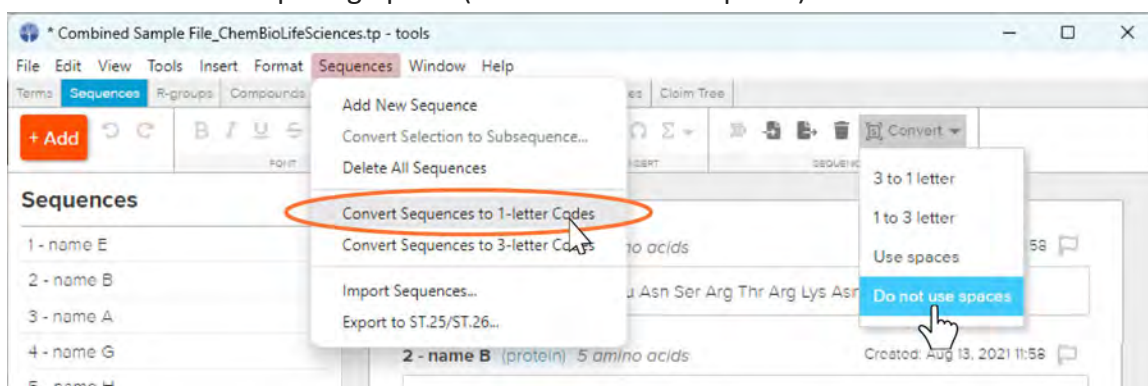 * Combined Sample File_ChemBioLifeSciences.tp - tools
File Edit View Tools Insert Format Sequences Window Help
Terms Sequences R-groups Compounds es Claim Tree
+ Add B I U S Σ Convert
FONT
Sequences
Add New Sequence
Convert Selection to Subsequence...
Delete All Sequences
Convert Sequences to 1-letter Codes
Convert Sequences to 3-letter Codes
Import Sequences...
Export to ST.25/ST.26...
3 to 1 letter
1 to 3 letter
Use spaces
Do not use spaces
1 - name E
2 - name B
3 - name A
4 - name G
no acids 58
u Asn Ser Arg Thr Arg Lys Asn
2 - name B (protein) 5 amino acids Created: Aug 13, 2021 11:58